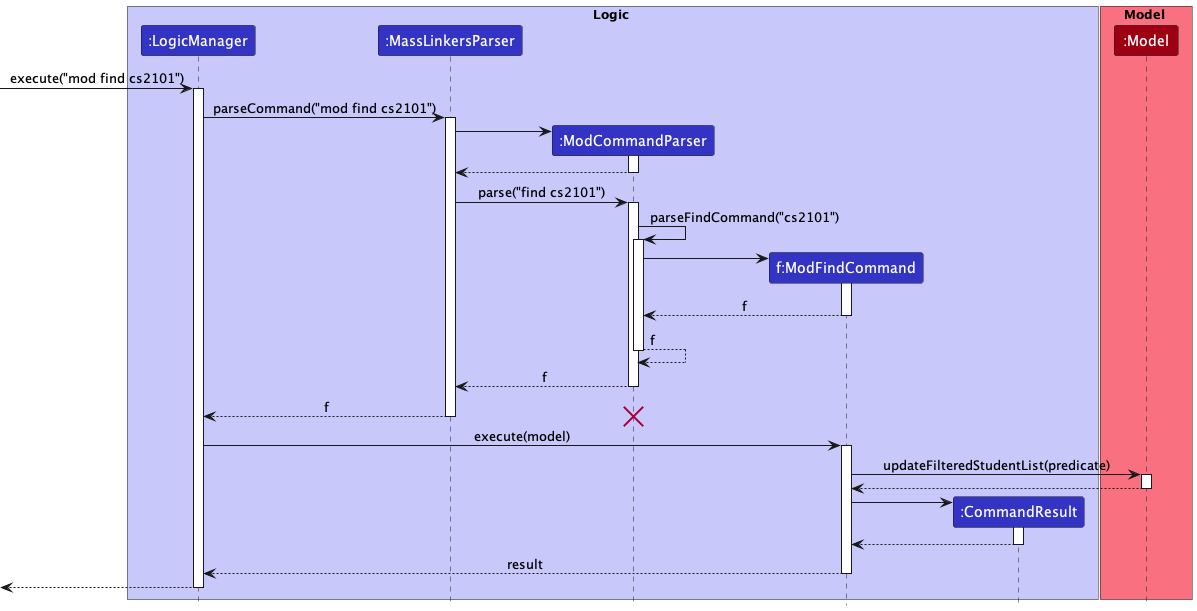 Logic
Model
:LogicManager
:MassLinkersParser
:Model
execute("mod find cs2101")
parseCommand("mod find cs2101")
:ModCommandParser
parse("find cs2101")
parseFindCommand("cs2101")
f:ModFindCommand
f
f
f
f
execute(model)
updateFilteredStudentList(predicate)
:CommandResult
result